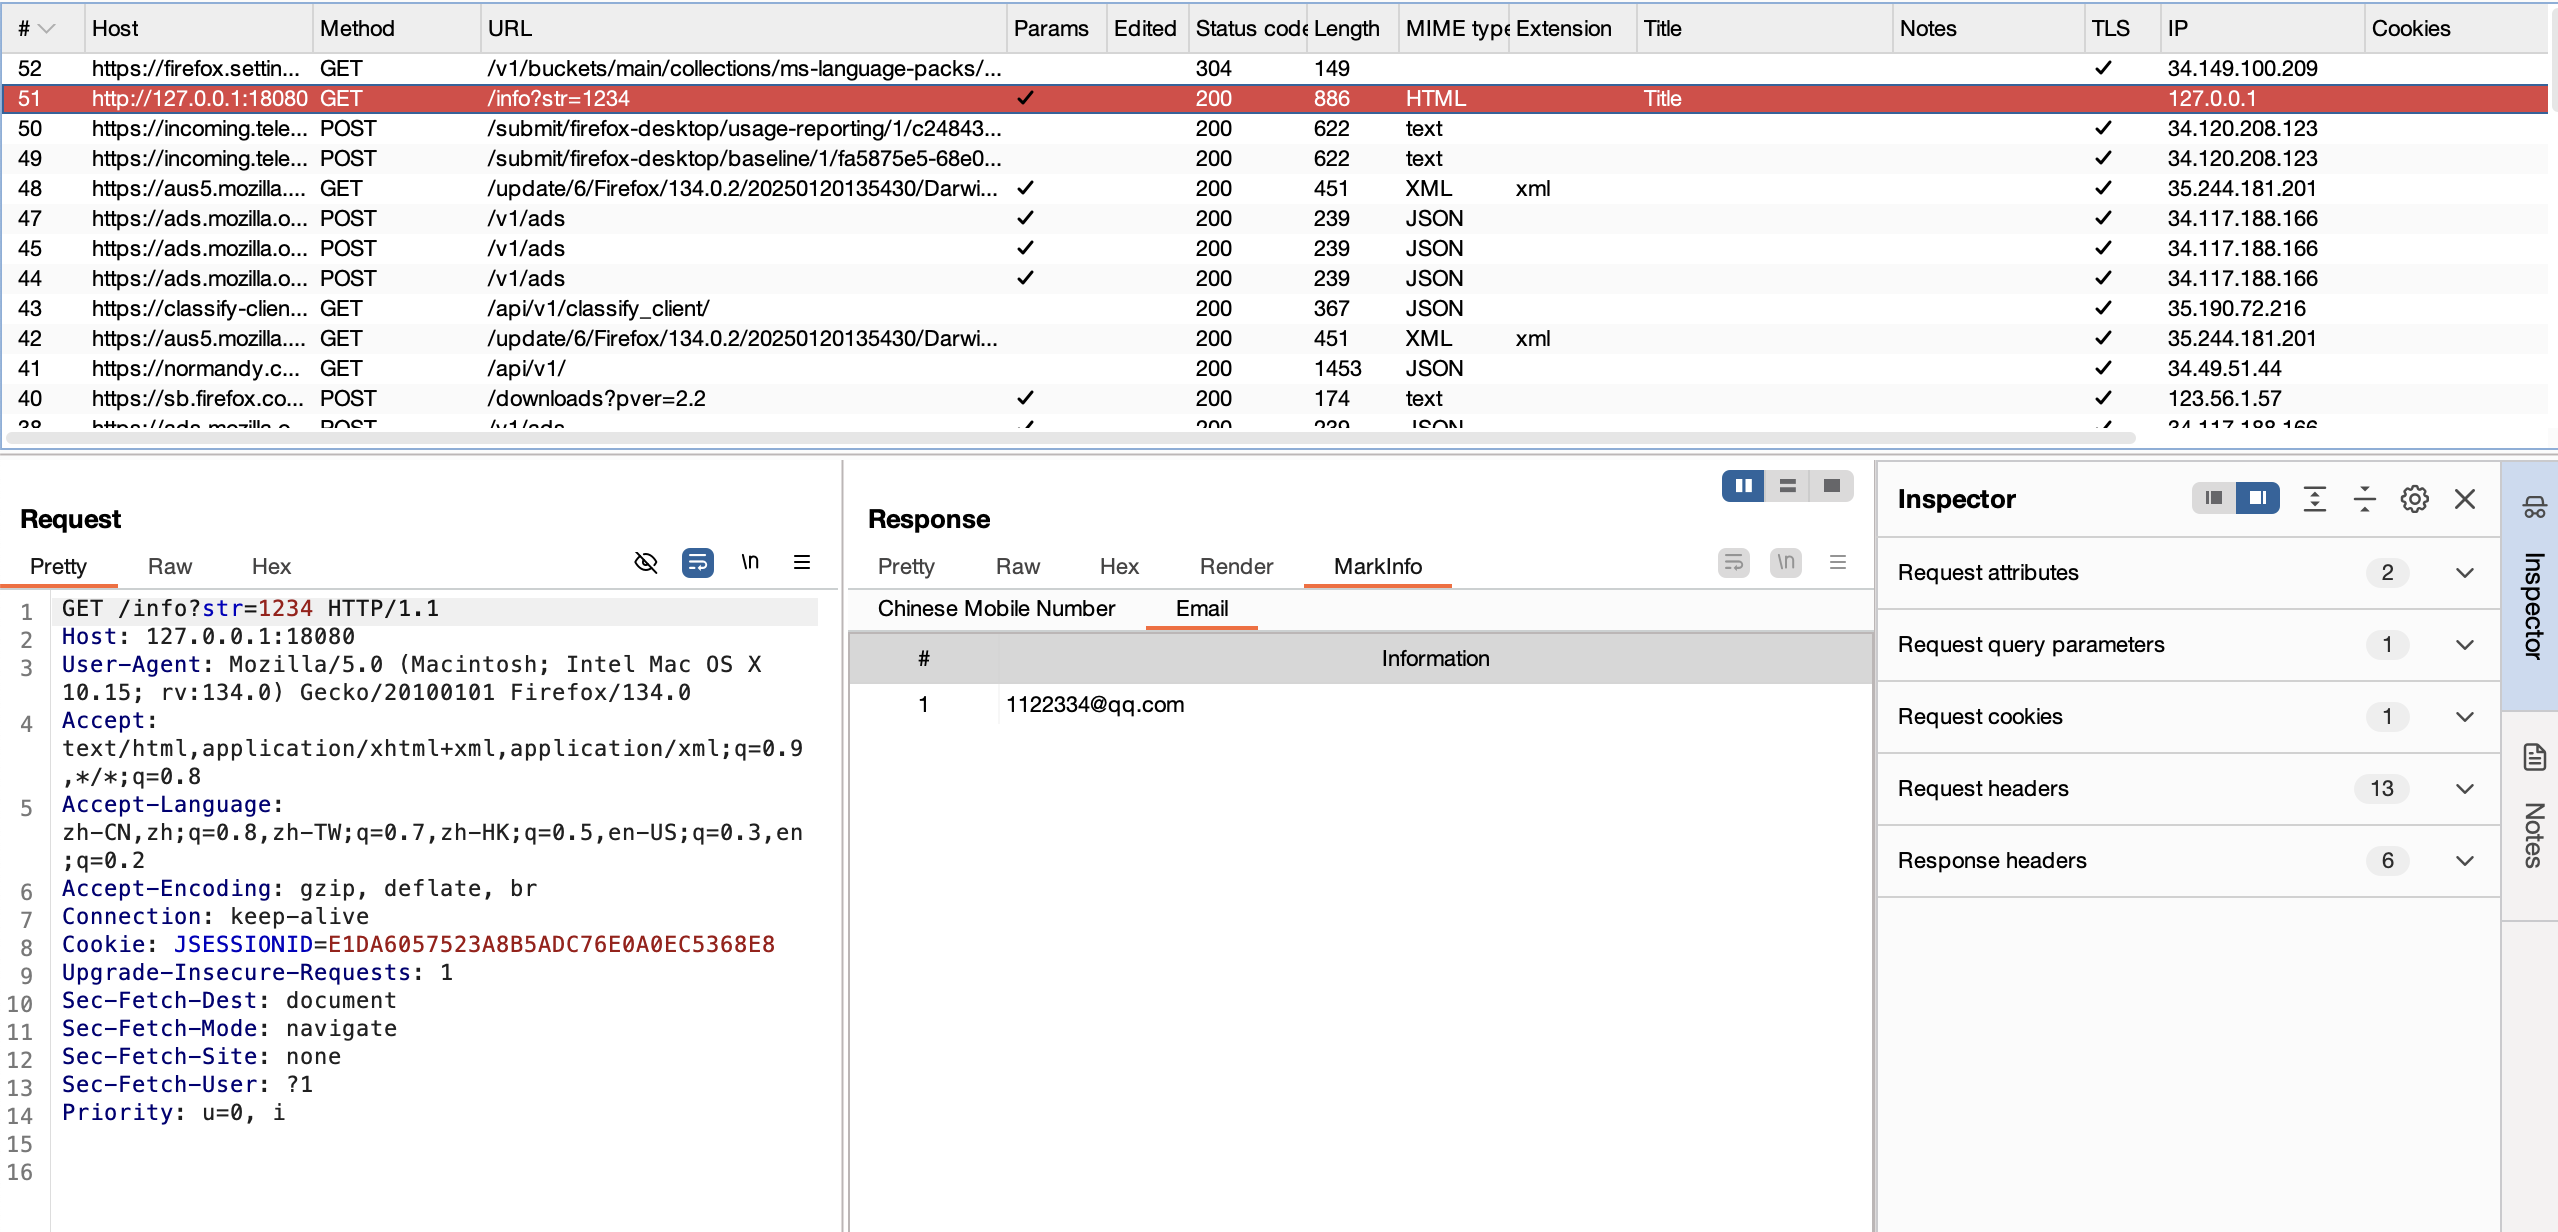 # Host Method URL Params Edited Status code Length MIME type Extension Title Notes TLS IP Cookies
52 https://firefox.settin... GET /v1/buckets/main/collections/ms-language-packs/... 304 149 ✓ 34.149.100.209
51 http://127.0.0.1:18080 GET /info?str=1234 ✓ 200 886 HTML Title 127.0.0.1
50 https://incoming.tele... POST /submit/firefox-desktop/usage-reporting/1/c24843... 200 622 text ✓ 34.120.208.123
49 https://incoming.tele... POST /submit/firefox-desktop/baseline/1/fa5875e5-68e0... 200 622 text ✓ 34.120.208.123
48 https://aus5.mozilla.... GET /update/6/Firefox/134.0.2/20250120135430/Darwi... ✓ 200 451 XML xml ✓ 35.244.181.201
47 https://ads.mozilla.o... POST /v1/ads ✓ 200 239 JSON ✓ 34.117.188.166
45 https://ads.mozilla.o... POST /v1/ads ✓ 200 239 JSON ✓ 34.117.188.166
44 https://ads.mozilla.o... POST /v1/ads ✓ 200 239 JSON ✓ 34.117.188.166
43 https://classify-clien... GET /api/v1/classify_client/ 200 367 JSON ✓ 35.190.72.216
42 https://aus5.mozilla.... GET /update/6/Firefox/134.0.2/20250120135430/Darwi... 200 451 XML xml ✓ 35.244.181.201
41 https://normandy.c... GET /api/v1/ 200 1453 JSON ✓ 34.49.51.44
40 https://sb.firefox.co... POST /downloads?pver=2.2 ✓ 200 174 text ✓ 123.56.1.57
38 https://ads.mozilla.o... POST /v1/ads ✓ 200 239 JSON ✓ 34.117.188.166
Request
Pretty Raw Hex \n
1 GET /info?str=1234 HTTP/1.1
2 Host: 127.0.0.1:18080
3 User-Agent: Mozilla/5.0 (Macintosh; Intel Mac OS X
10.15; rv:134.0) Gecko/20100101 Firefox/134.0
4 Accept:
text/html,application/xhtml+xml,application/xml;q=0.9
,*/*;q=0.8
5 Accept-Language:
zh-CN,zh;q=0.8,zh-TW;q=0.7,zh-HK;q=0.5,en-US;q=0.3,en
;q=0.2
6 Accept-Encoding: gzip, deflate, br
7 Connection: keep-alive
8 Cookie: JSESSIONID=E1DA6057523A8B5ADC76E0A0EC5368E8
9 Upgrade-Insecure-Requests: 1
10 Sec-Fetch-Dest: document
11 Sec-Fetch-Mode: navigate
12 Sec-Fetch-Site: none
13 Sec-Fetch-User: ?1
14 Priority: u=0, i
15
16
Response
Pretty Raw Hex Render MarkInfo \n
Chinese Mobile Number Email
# Information
1 1122334@qq.com
Inspector
Request attributes 2
Request query parameters 1
Request cookies 1
Request headers 13
Response headers 6
Inspector
Notes